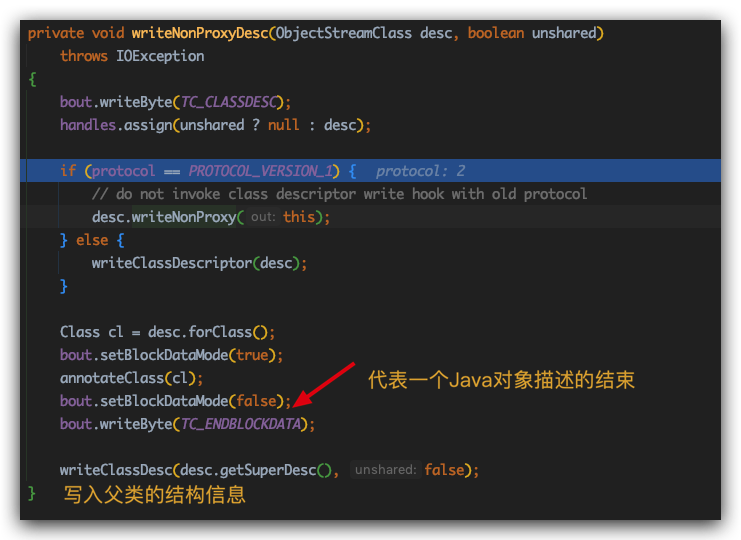 private void writeNonProxyDesc(ObjectStreamClass desc, boolean unshared)
throws IOException
{
bout.writeByte(TC_CLASSDESC);
handles.assign(unshared ? null : desc);
if (protocol == PROTOCOL_VERSION_1) { protocol: 2
// do not invoke class descriptor write hook with old protocol
desc.writeNonProxy( out: this);
} else {
writeClassDescriptor(desc);
}
Class cl = desc.forClass();
bout.setBlockDataMode(true);
annotateClass(cl);
代表一个Java对象描述的结束
bout.setBlockDataMode(false);
bout.writeByte(TC_ENDBLOCKDATA);
writeClassDesc(desc.getSuperDesc(), unshared: false);
} 写入父类的结构信息